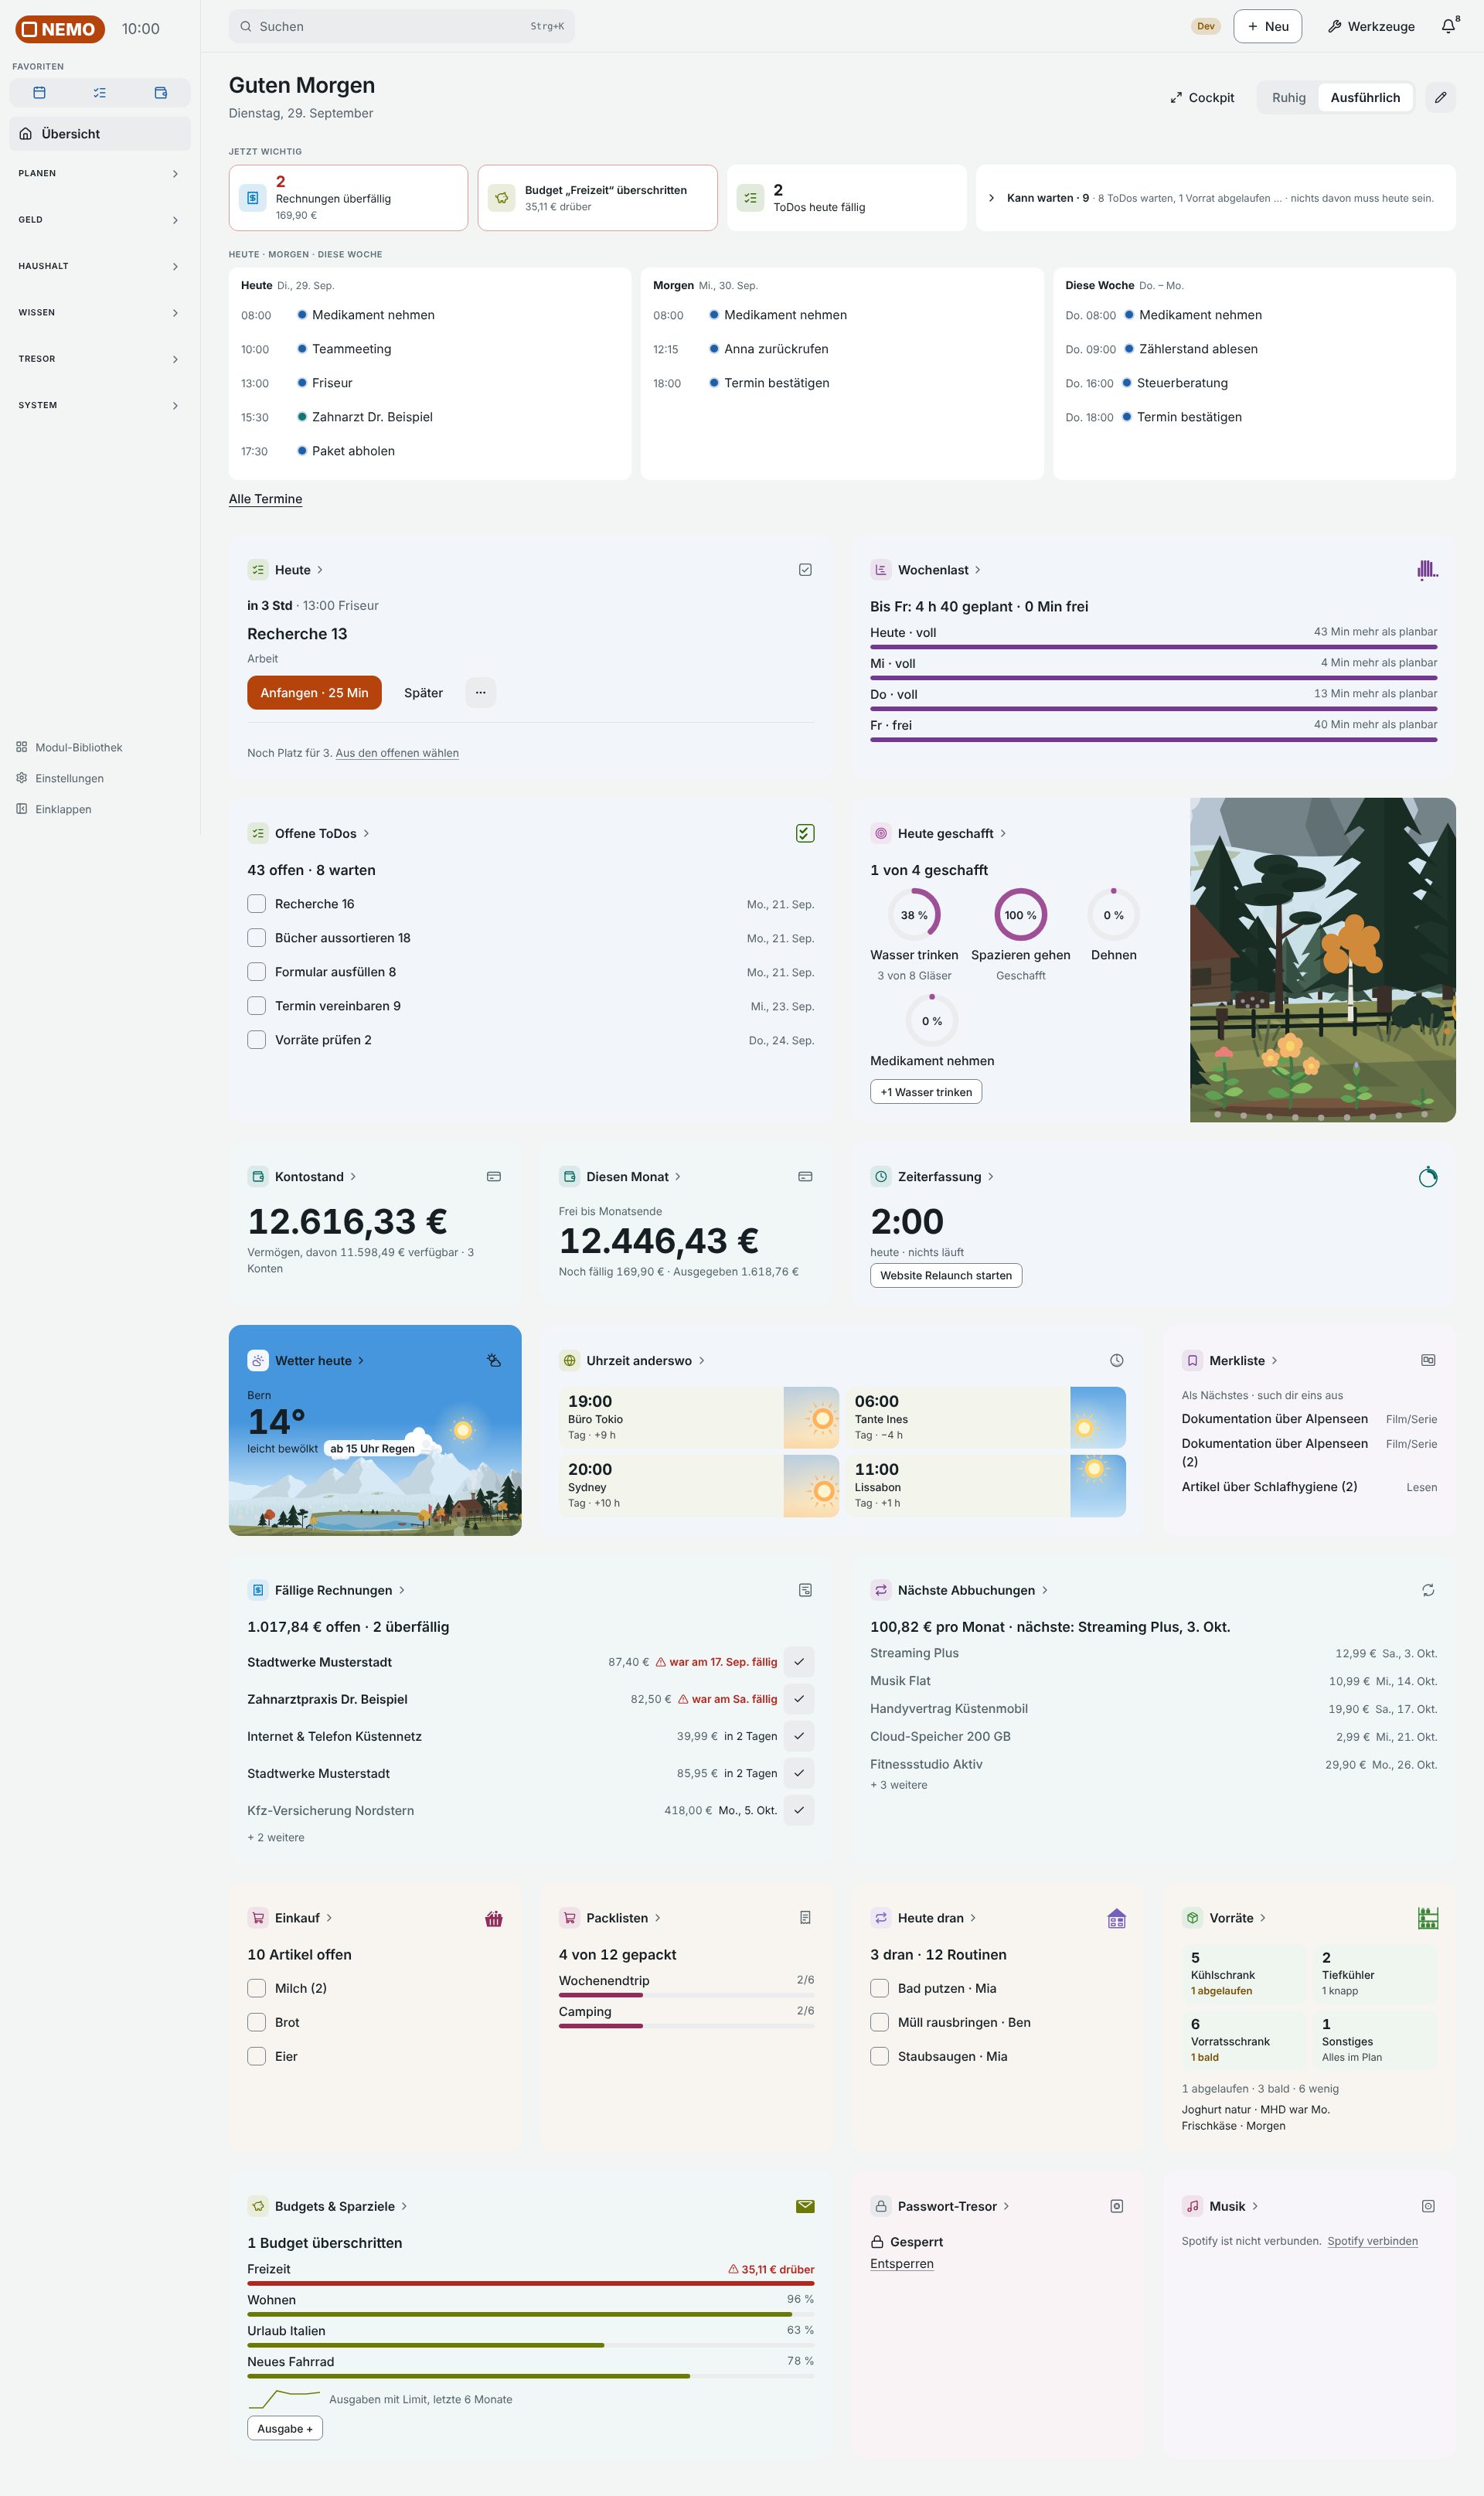 NEMO
10:00
FAVORITEN
Übersicht
PLANEN
GELD
HAUSHALT
WISSEN
TRESOR
SYSTEM
Modul-Bibliothek
Einstellungen
Einklappen
Suchen Strg+K
Dev
Neu
Werkzeuge
8
Guten Morgen
Dienstag, 29. September
Cockpit
Ruhig
Ausführlich
JETZT WICHTIG
2
Rechnungen überfällig
169,90 €
Budget „Freizeit“ überschritten
35,11 € drüber
2
ToDos heute fällig
Kann warten · 9 · 8 ToDos warten, 1 Vorrat abgelaufen … · nichts davon muss heute sein.
HEUTE · MORGEN · DIESE WOCHE
Heute Di., 29. Sep.
08:00 Medikament nehmen
10:00 Teammeeting
13:00 Friseur
15:30 Zahnarzt Dr. Beispiel
17:30 Paket abholen
Morgen Mi., 30. Sep.
08:00 Medikament nehmen
12:15 Anna zurückrufen
18:00 Termin bestätigen
Diese Woche Do. – Mo.
Do. 08:00 Medikament nehmen
Do. 09:00 Zählerstand ablesen
Do. 16:00 Steuerberatung
Do. 18:00 Termin bestätigen
Alle Termine
Heute
in 3 Std · 13:00 Friseur
Recherche 13
Arbeit
Anfangen · 25 Min
Später
Noch Platz für 3. Aus den offenen wählen
Wochenlast
Bis Fr: 4 h 40 geplant · 0 Min frei
Heute · voll 43 Min mehr als planbar
Mi · voll 4 Min mehr als planbar
Do · voll 13 Min mehr als planbar
Fr · frei 40 Min mehr als planbar
Offene ToDos
43 offen · 8 warten
Recherche 16 Mo., 21. Sep.
Bücher aussortieren 18 Mo., 21. Sep.
Formular ausfüllen 8 Mo., 21. Sep.
Termin vereinbaren 9 Mi., 23. Sep.
Vorräte prüfen 2 Do., 24. Sep.
Heute geschafft
1 von 4 geschafft
38 % 100 % 0 %
Wasser trinken Spazieren gehen Dehnen
3 von 8 Gläser Geschafft
0 %
Medikament nehmen
+1 Wasser trinken
Kontostand
12.616,33 €
Vermögen, davon 11.598,49 € verfügbar · 3
Konten
Diesen Monat
Frei bis Monatsende
12.446,43 €
Noch fällig 169,90 € · Ausgegeben 1.618,76 €
Zeiterfassung
2:00
heute · nichts läuft
Website Relaunch starten
Wetter heute
Bern
14°
leicht bewölkt ab 15 Uhr Regen
Uhrzeit anderswo
19:00
Büro Tokio
Tag · +9 h
06:00
Tante Ines
Tag · −4 h
20:00
Sydney
Tag · +10 h
11:00
Lissabon
Tag · +1 h
Merkliste
Als Nächstes · such dir eins aus
Dokumentation über Alpenseen Film/Serie
Dokumentation über Alpenseen Film/Serie
(2)
Artikel über Schlafhygiene (2) Lesen
Fällige Rechnungen
1.017,84 € offen · 2 überfällig
Stadtwerke Musterstadt 87,40 € war am 17. Sep. fällig
Zahnarztpraxis Dr. Beispiel 82,50 € war am Sa. fällig
Internet & Telefon Küstennetz 39,99 € in 2 Tagen
Stadtwerke Musterstadt 85,95 € in 2 Tagen
Kfz-Versicherung Nordstern 418,00 € Mo., 5. Okt.
+ 2 weitere
Nächste Abbuchungen
100,82 € pro Monat · nächste: Streaming Plus, 3. Okt.
Streaming Plus 12,99 € Sa., 3. Okt.
Musik Flat 10,99 € Mi., 14. Okt.
Handyvertrag Küstenmobil 19,90 € Sa., 17. Okt.
Cloud-Speicher 200 GB 2,99 € Mi., 21. Okt.
Fitnessstudio Aktiv 29,90 € Mo., 26. Okt.
+ 3 weitere
Einkauf
10 Artikel offen
Milch (2)
Brot
Eier
Packlisten
4 von 12 gepackt
Wochenendtrip 2/6
Camping 2/6
Heute dran
3 dran · 12 Routinen
Bad putzen · Mia
Müll rausbringen · Ben
Staubsaugen · Mia
Vorräte
5
Kühlschrank
1 abgelaufen
2
Tiefkühler
1 knapp
6
Vorratsschrank
1 bald
1
Sonstiges
Alles im Plan
1 abgelaufen · 3 bald · 6 wenig
Joghurt natur · MHD war Mo.
Frischkäse · Morgen
Budgets & Sparziele
1 Budget überschritten
Freizeit 35,11 € drüber
Wohnen 96 %
Urlaub Italien 63 %
Neues Fahrrad 78 %
Ausgaben mit Limit, letzte 6 Monate
Ausgabe +
Passwort-Tresor
Gesperrt
Entsperren
Musik
Spotify ist nicht verbunden. Spotify verbinden